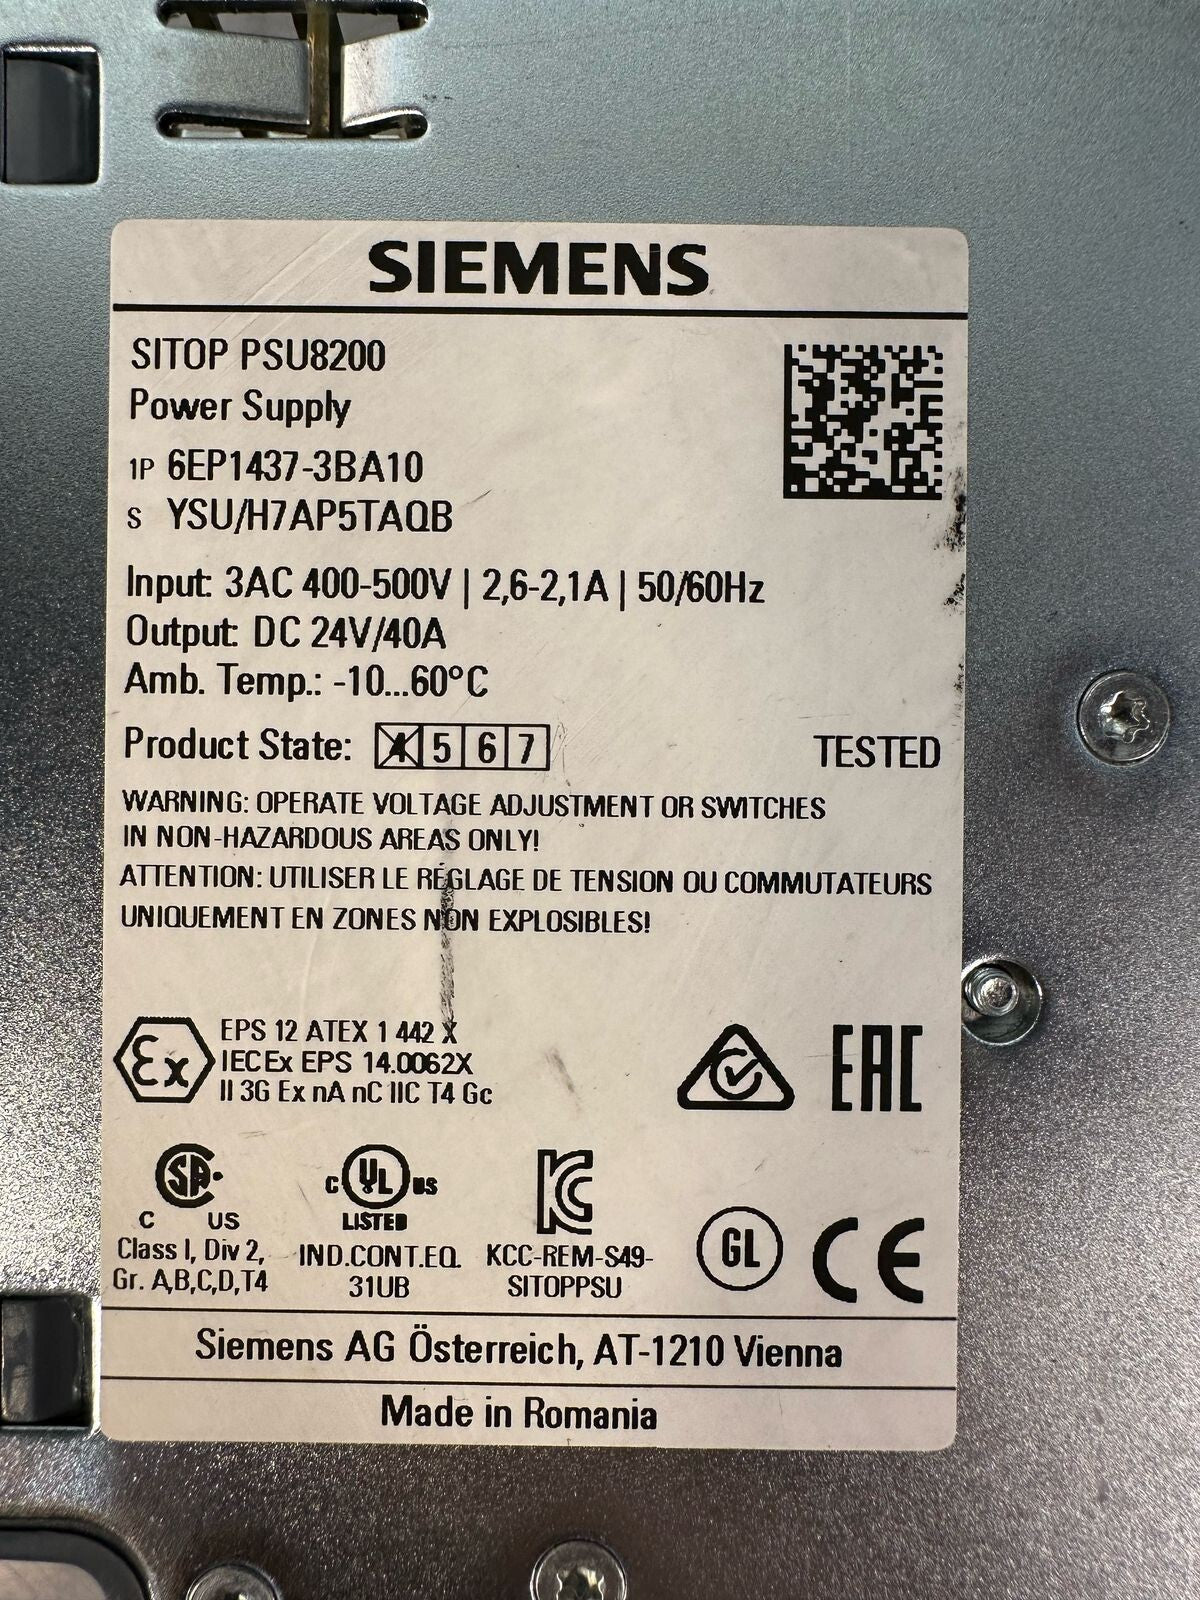 SIEMENS
SITOP PSU8200
Power Supply
1P 6EP1437-3BA10
S YSU/H7AP5TAQB
Input: 3AC 400-500V | 2,6-2,1A | 50/60Hz
Output: DC 24V/40A
Amb. Temp.: -10...60°C
Product State: 4 5 6 7
TESTED
WARNING: OPERATE VOLTAGE ADJUSTMENT OR SWITCHES
IN NON-HAZARDOUS AREAS ONLY!
ATTENTION: UTILISER LE RÉGLAGE DE TENSION OU COMMUTATEURS
UNIQUEMENT EN ZONES NON EXPLOSIBLES!
Ex
EPS 12 ATEX 1 442 X
IECEx EPS 14.0062X
II 3G Ex nA nC IIC T4 Gc
EAC
SA
C US
Class I, Div 2,
Gr. A,B,C,D,T4
C UL US
LISTED
IND.CONT.EQ.
31UB
KC
KCC-REM-S49-
SITOPPSU
GL
CE
Siemens AG Österreich, AT-1210 Vienna
Made in Romania